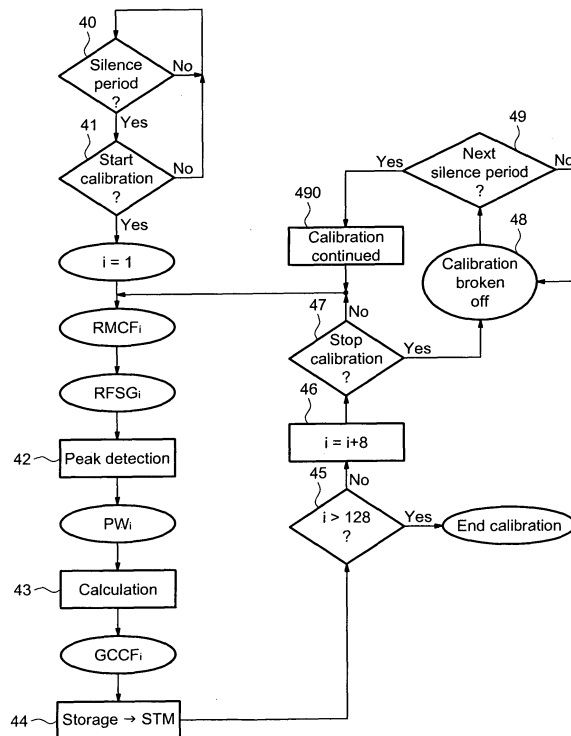 40
Silence
period
?
No
Yes
41
Start
calibration
?
No
Yes
i = 1
RMCFi
RFSGi
42
Peak detection
PWi
43
Calculation
GCCFi
44
Storage → STM
45
i > 128
?
Yes
End calibration
No
46
i = i+8
47
Stop
calibration
?
No
Yes
48
Calibration
broken
off
49
Next
silence period
?
No
Yes
490
Calibration
continued